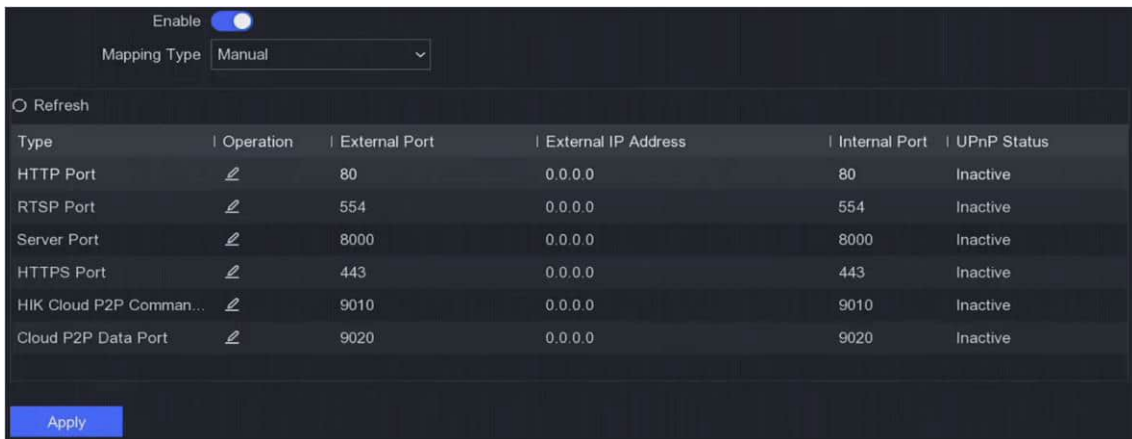 Enable
Mapping Type Manual
Refresh
Type Operation External Port External IP Address Internal Port UPnP Status
HTTP Port 80 0.0.0.0 80 Inactive
RTSP Port 554 0.0.0.0 554 Inactive
Server Port 8000 0.0.0.0 8000 Inactive
HTTPS Port 443 0.0.0.0 443 Inactive
HIK Cloud P2P Comman... 9010 0.0.0.0 9010 Inactive
Cloud P2P Data Port 9020 0.0.0.0 9020 Inactive
Apply